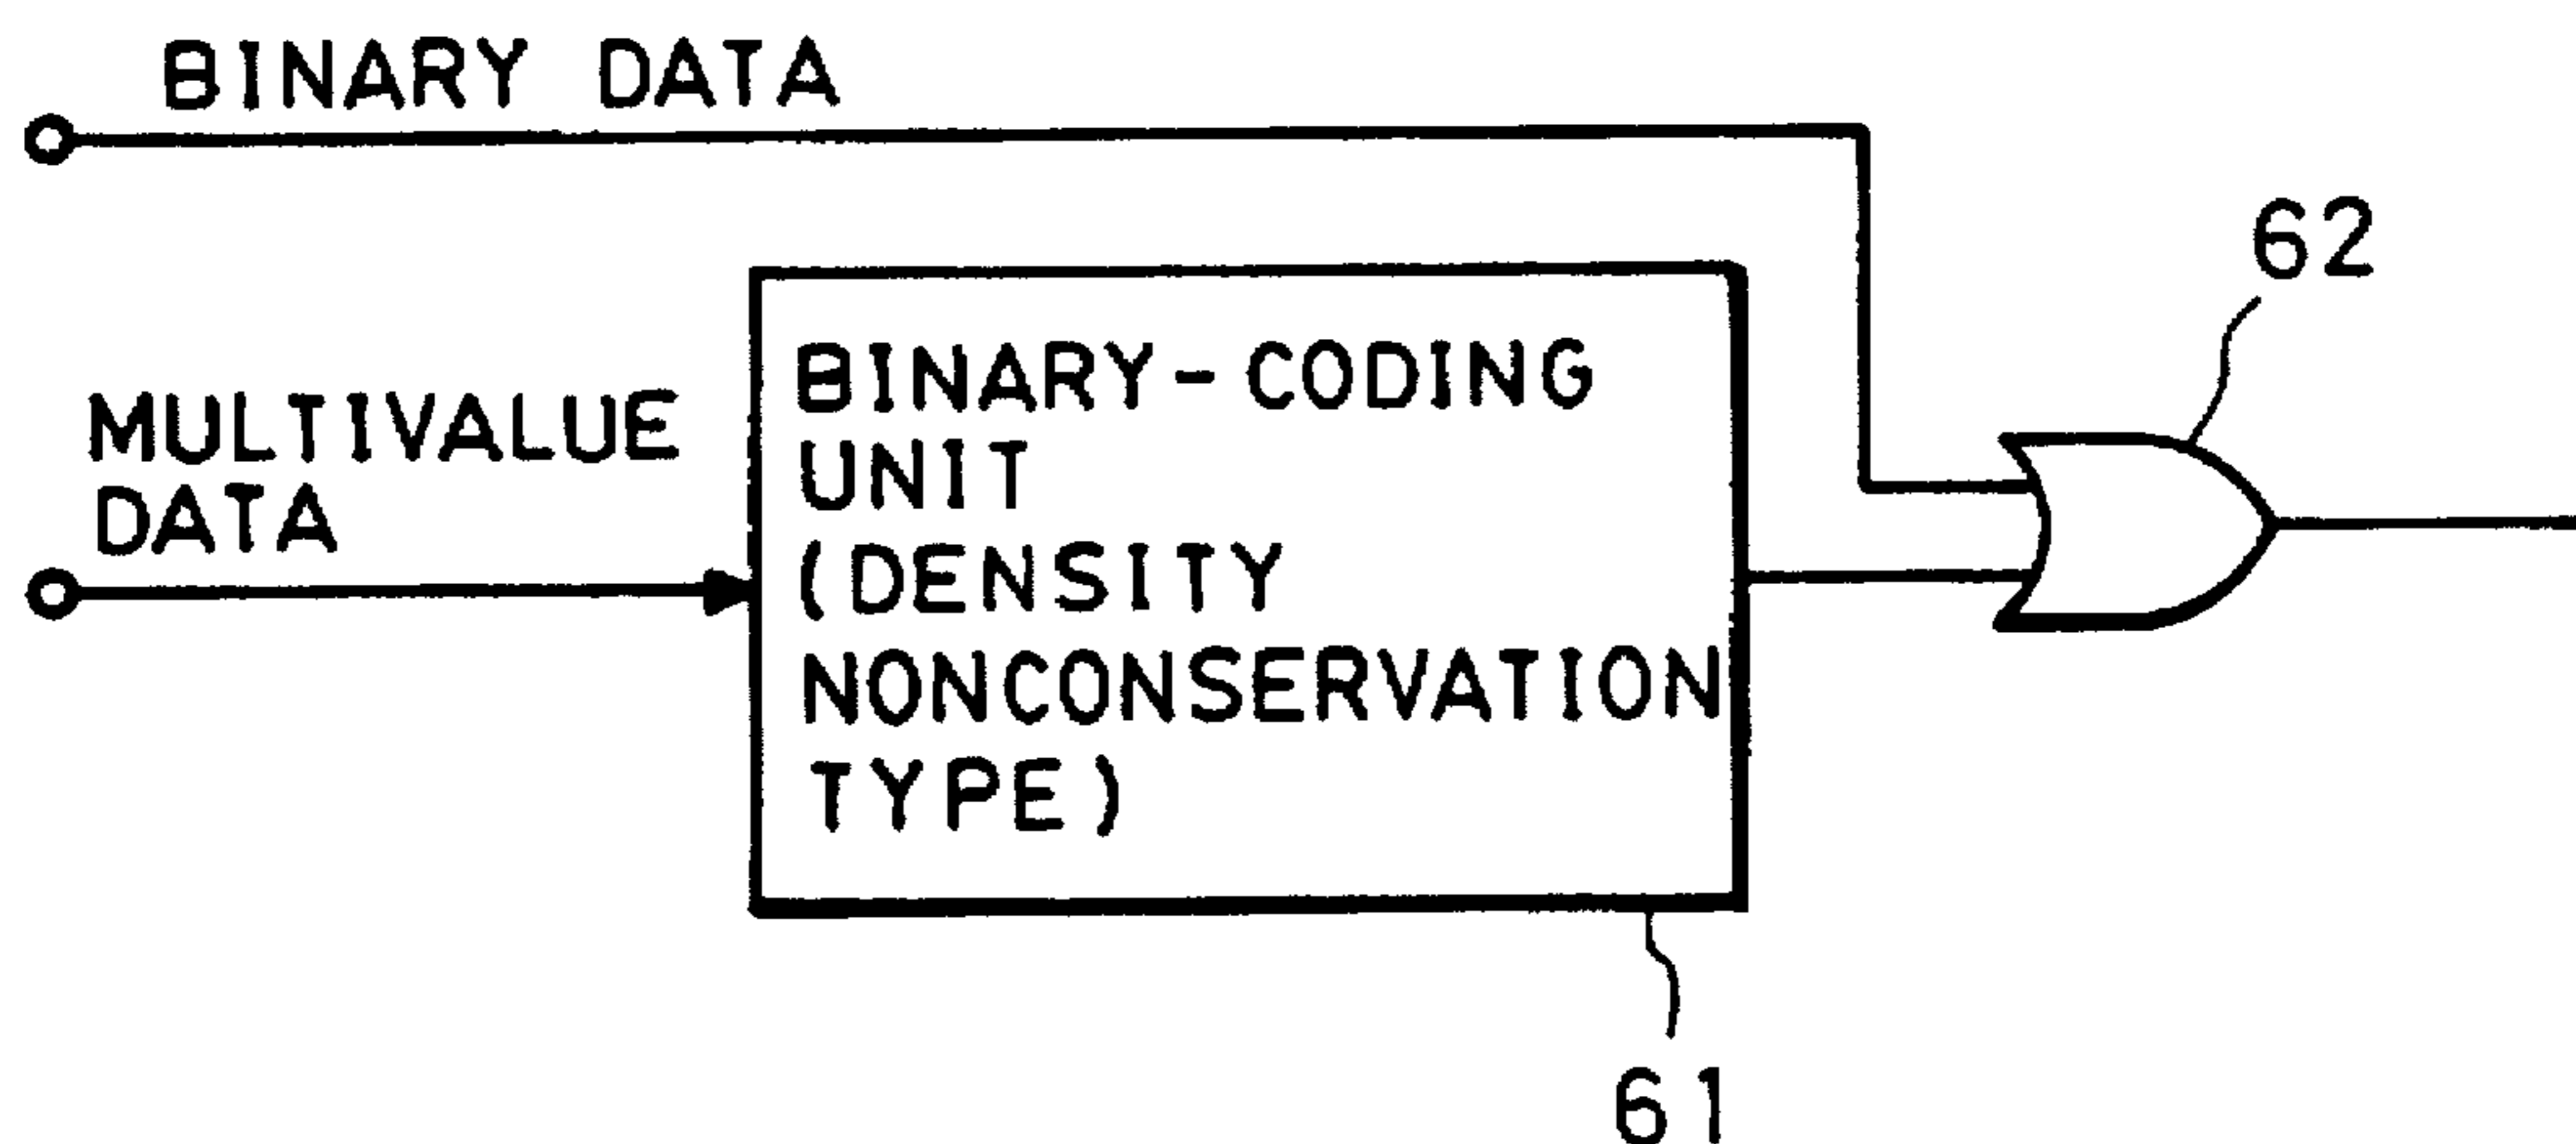 BINARY DATA
62
MULTIVALUE
DATA
BINARY-CODING
UNIT
(DENSITY
NONCONSERVATION
TYPE)
61